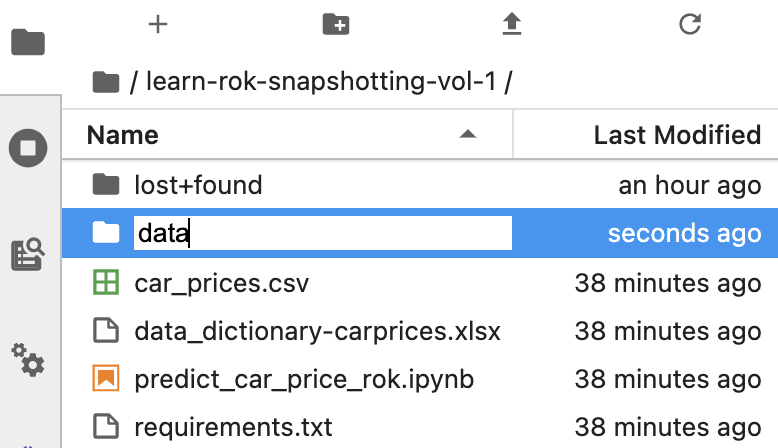 / learn-rok-snapshotting-vol-1 /
Name Last Modified
lost+found an hour ago
data seconds ago
car_prices.csv 38 minutes ago
data_dictionary-carprices.xlsx 38 minutes ago
predict_car_price_rok.ipynb 38 minutes ago
requirements.txt 38 minutes ago